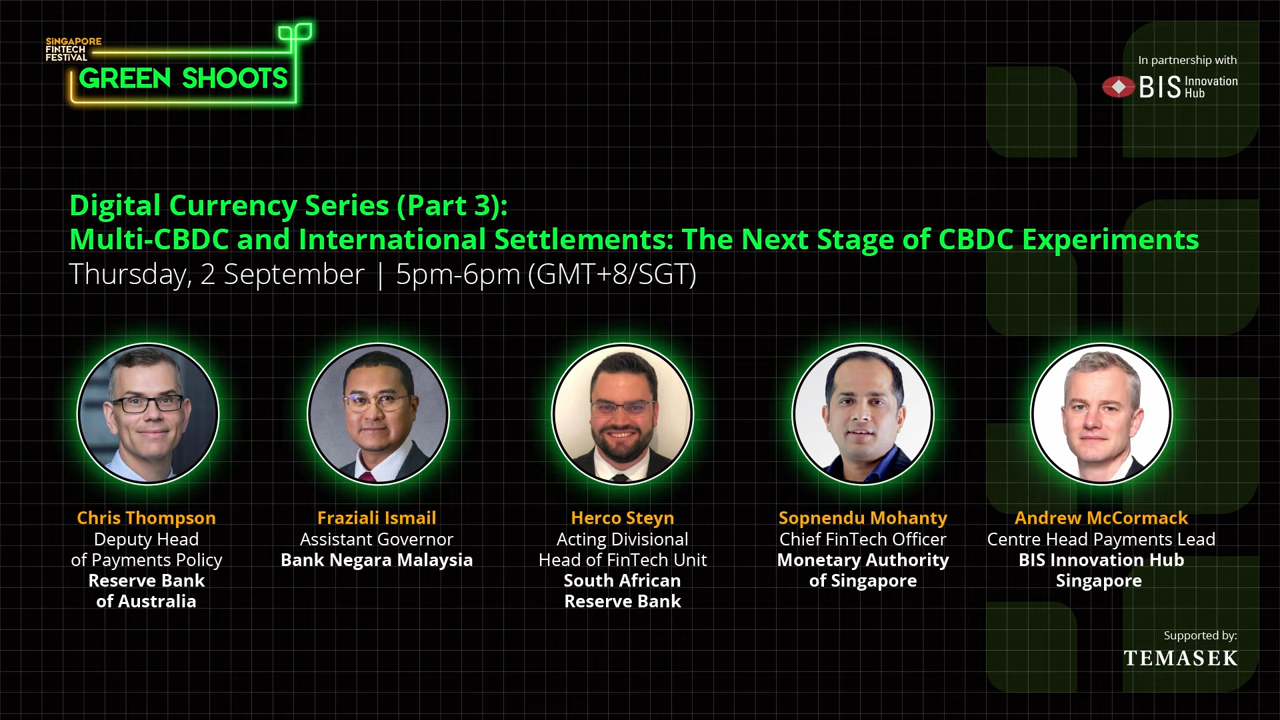 SINGAPORE
FINTECH
FESTIVAL
GREEN SHOOTS
In partnership with
BIS Innovation
Hub
Digital Currency Series (Part 3):
Multi-CBDC and International Settlements: The Next Stage of CBDC Experiments
Thursday, 2 September | 5pm-6pm (GMT+8/SGT)
Chris Thompson
Deputy Head
of Payments Policy
Reserve Bank
of Australia
Fraziali Ismail
Assistant Governor
Bank Negara Malaysia
Herco Steyn
Acting Divisional
Head of FinTech Unit
South African
Reserve Bank
Sopnendu Mohanty
Chief FinTech Officer
Monetary Authority
of Singapore
Andrew McCormack
Centre Head Payments Lead
BIS Innovation Hub
Singapore
Supported by:
TEMASEK